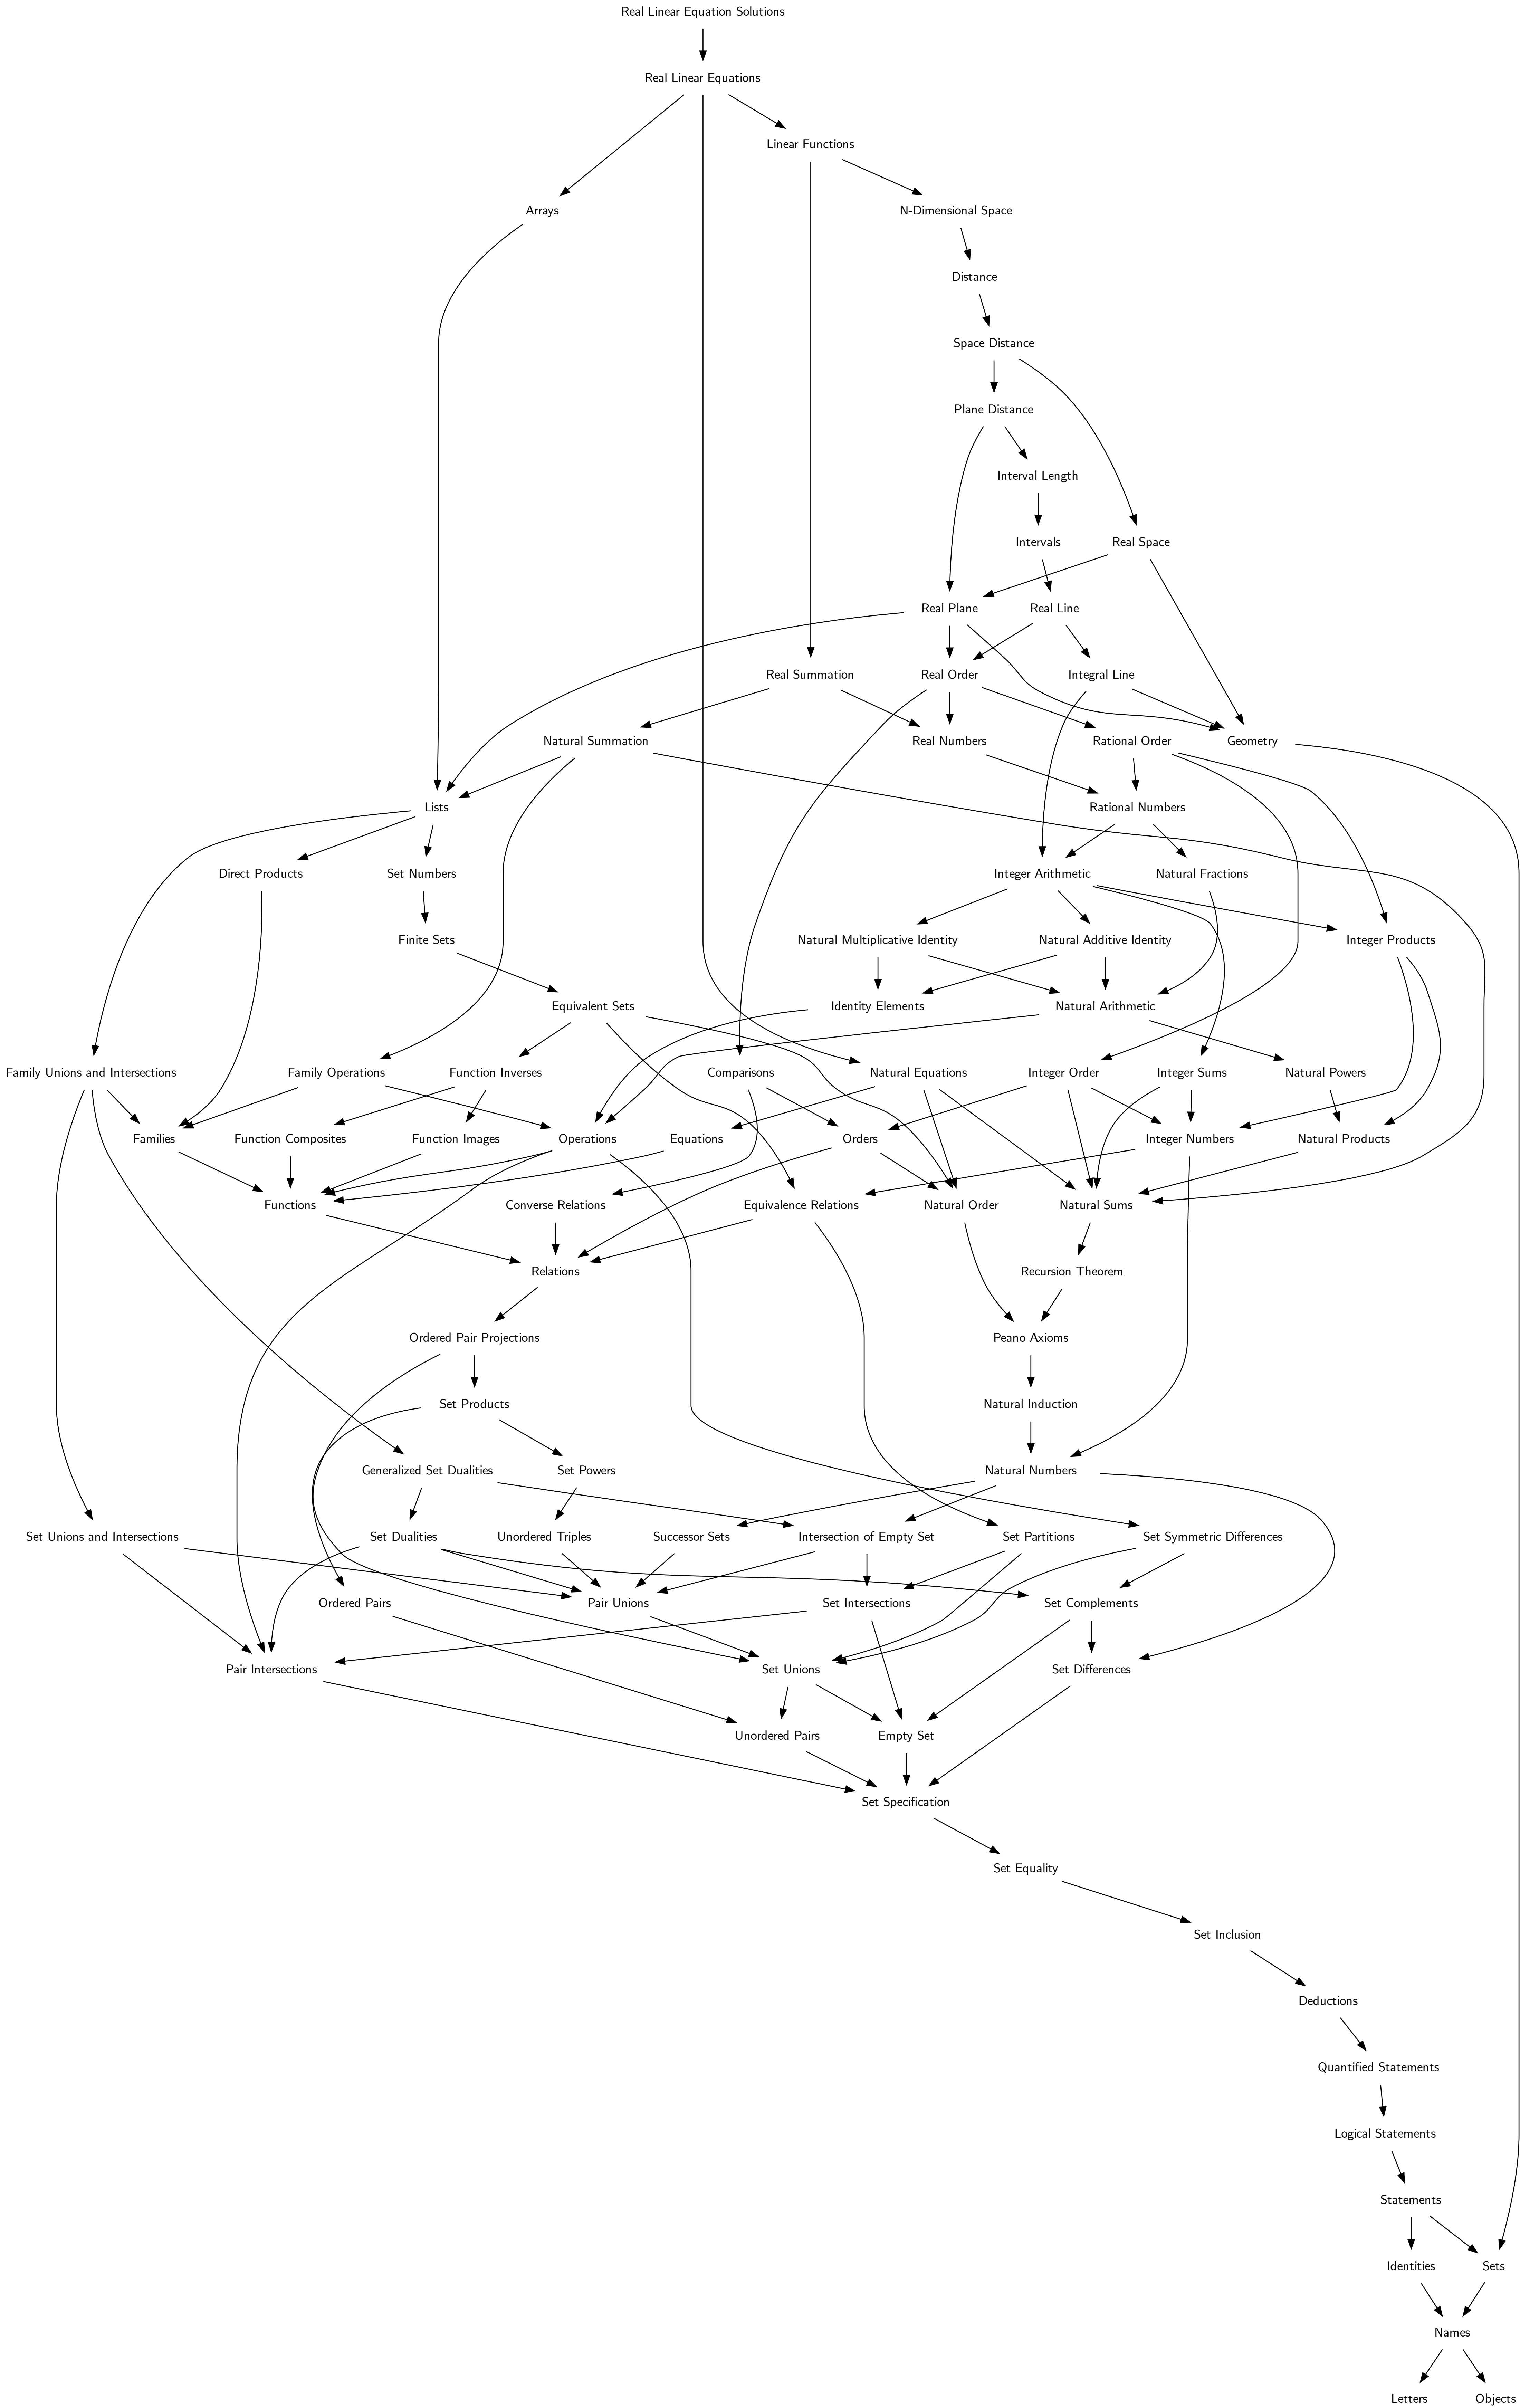 Real Linear Equation Solutions
Real Linear Equations
Linear Functions
Arrays
N-Dimensional Space
Distance
Space Distance
Plane Distance
Interval Length
Intervals
Real Space
Real Plane
Real Line
Real Summation
Real Order
Integral Line
Natural Summation
Real Numbers
Rational Order
Geometry
Lists
Rational Numbers
Direct Products
Set Numbers
Integer Arithmetic
Natural Fractions
Finite Sets
Natural Multiplicative Identity
Natural Additive Identity
Integer Products
Equivalent Sets
Identity Elements
Natural Arithmetic
Family Unions and Intersections
Family Operations
Function Inverses
Comparisons
Natural Equations
Integer Order
Integer Sums
Natural Powers
Families
Function Composites
Function Images
Operations
Equations
Orders
Integer Numbers
Natural Products
Functions
Converse Relations
Equivalence Relations
Natural Order
Natural Sums
Relations
Recursion Theorem
Ordered Pair Projections
Peano Axioms
Set Products
Natural Induction
Generalized Set Dualities
Set Powers
Natural Numbers
Set Unions and Intersections
Set Dualities
Unordered Triples
Successor Sets
Intersection of Empty Set
Set Partitions
Set Symmetric Differences
Ordered Pairs
Pair Unions
Set Intersections
Set Complements
Pair Intersections
Set Unions
Set Differences
Unordered Pairs
Empty Set
Set Specification
Set Equality
Set Inclusion
Deductions
Quantified Statements
Logical Statements
Statements
Identities
Sets
Names
Letters
Objects